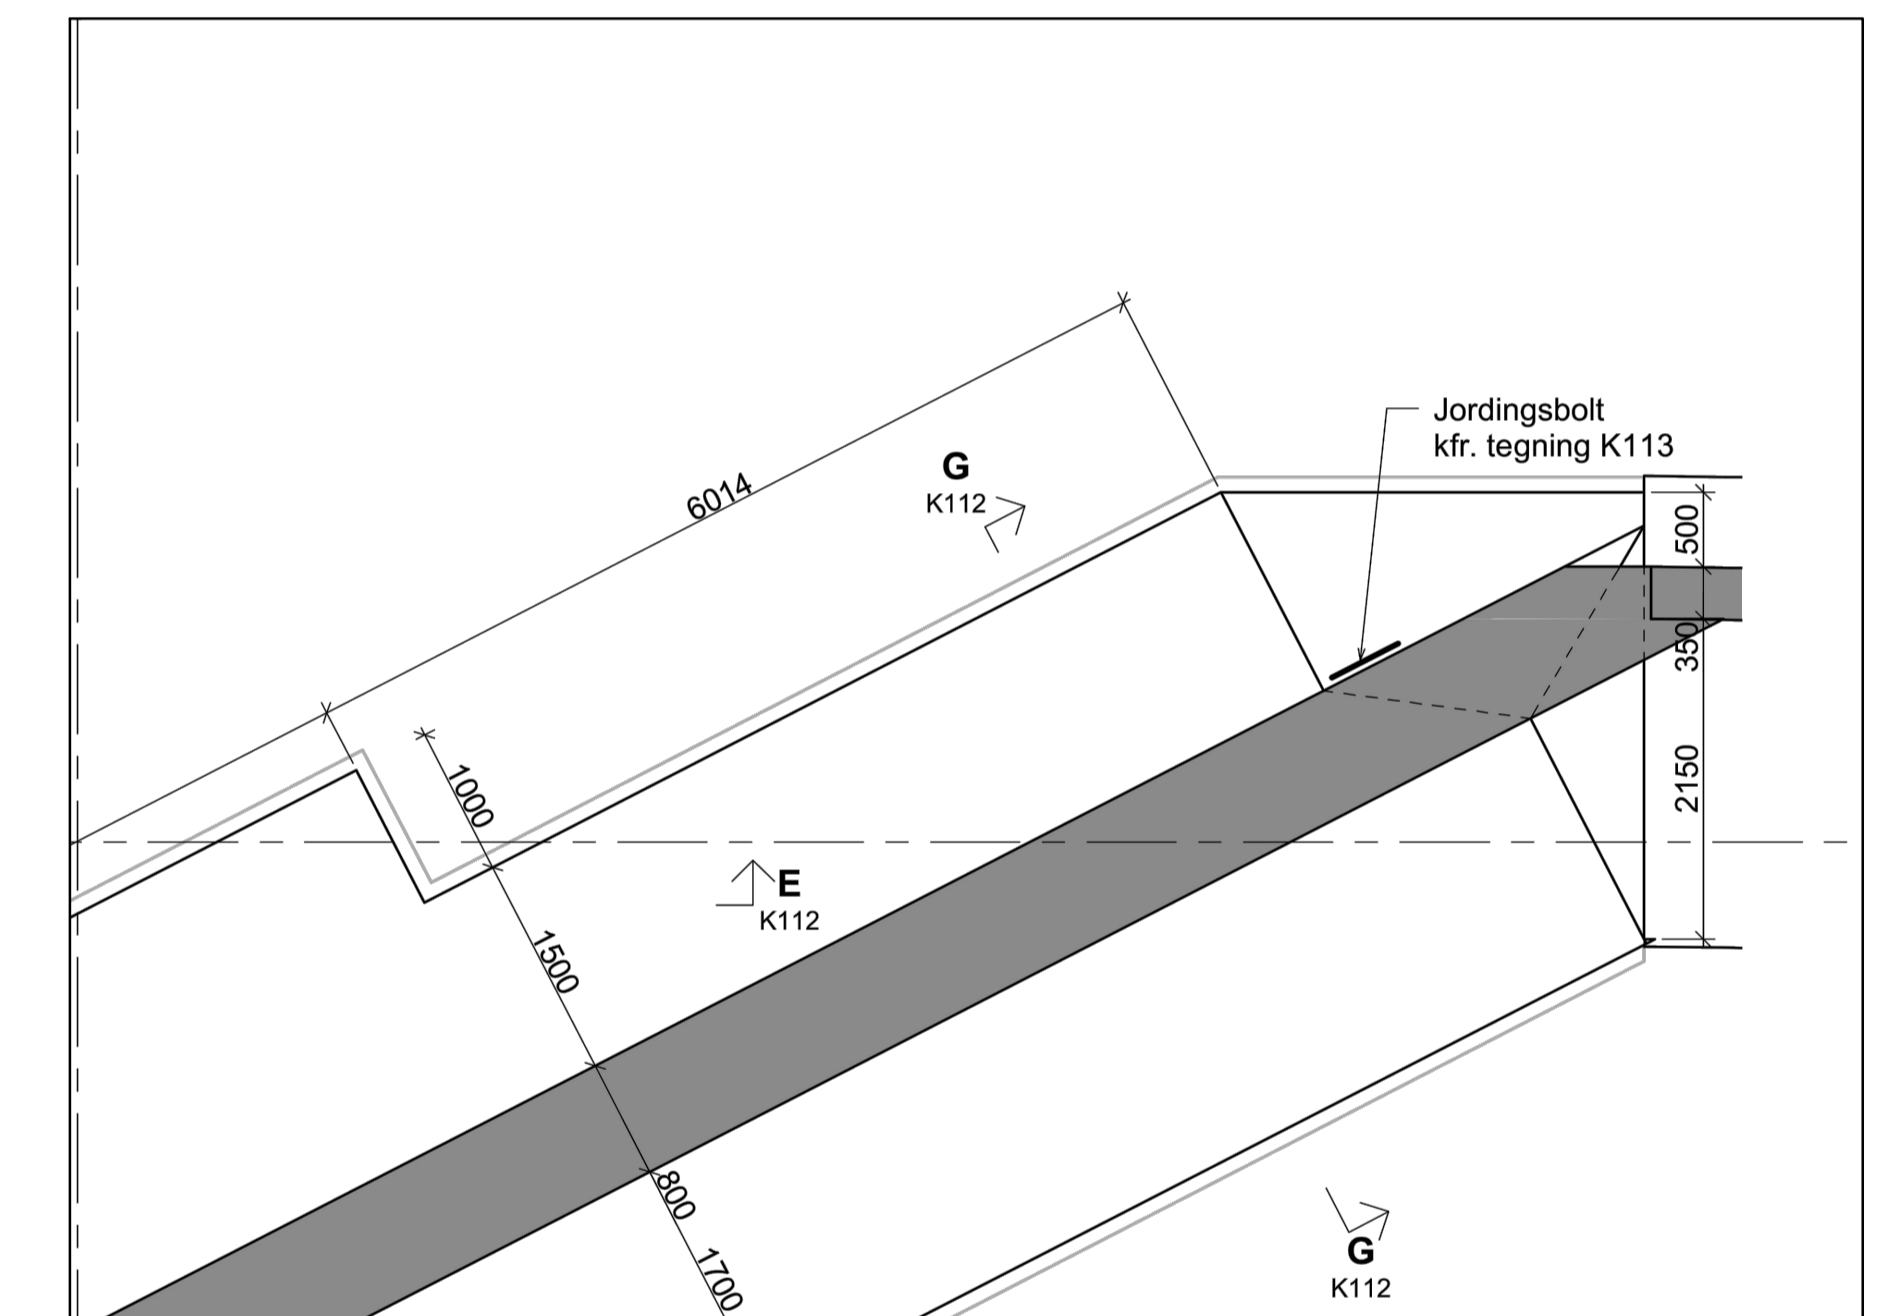 Jordingsbolt
kfr. tegning K113
G
K112
6014
500
350
2150
1000
E
K112
1500
800
1700
G
K112